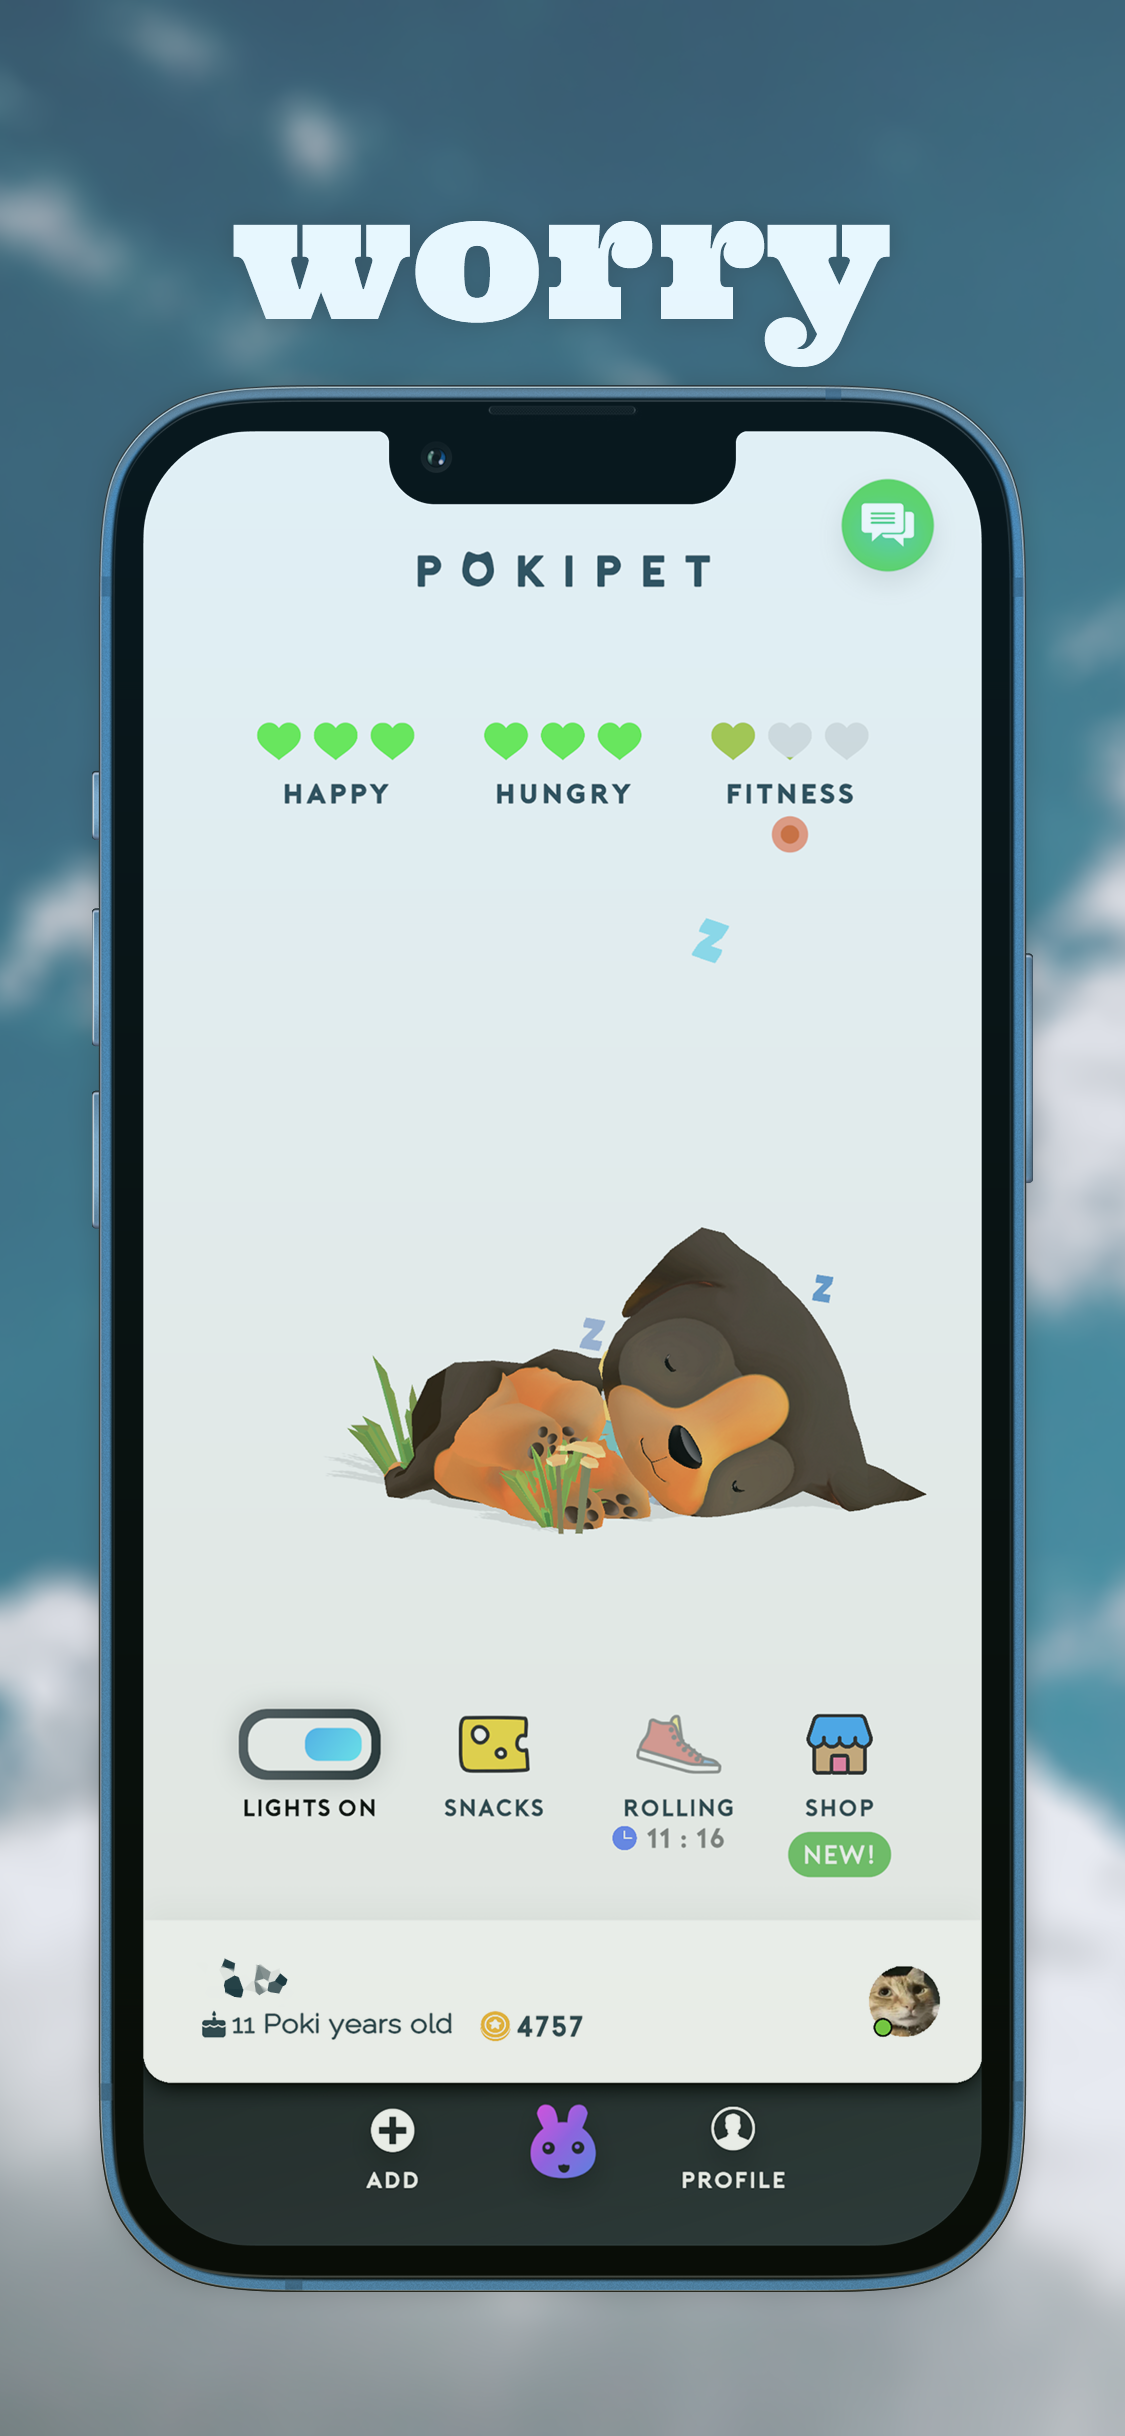 worry
POKIPET
HAPPY HUNGRY FITNESS
Z
Z
Z
LIGHTS ON SNACKS ROLLING SHOP
11 : 16 NEW!
11 Poki years old 4757
ADD PROFILE